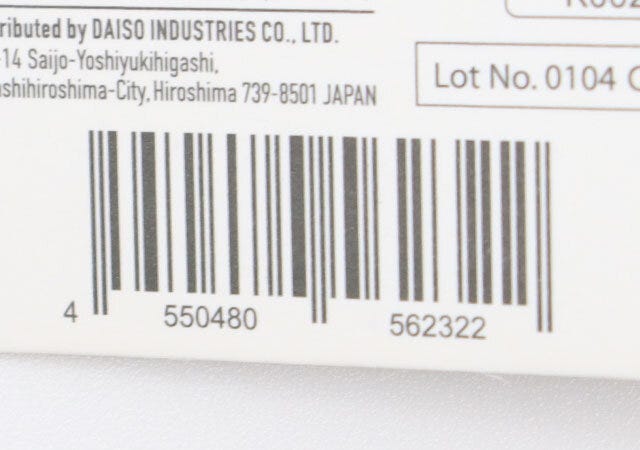 ributed by DAISO INDUSTRIES CO., LTD.
-14 Saijo-Yoshiyukihigashi,
ashihiroshima-City, Hiroshima 739-8501 JAPAN
Lot No. 0104
4 550480 562322